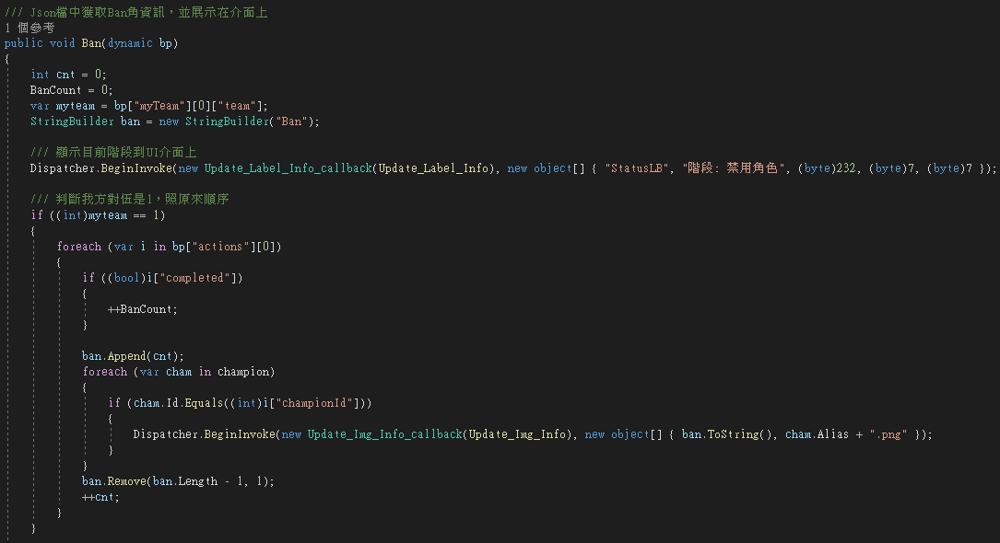 /// Json檔中獲取Ban角資訊，並展示在介面上
1 個參考
public void Ban(dynamic bp)
{
int cnt = 0;
BanCount = 0;
var myteam = bp["myTeam"][0]["team"];
StringBuilder ban = new StringBuilder("Ban");
/// 顯示目前階段到UI介面上
Dispatcher.BeginInvoke(new Update_Label_Info_callback(Update_Label_Info), new object[] { "StatusLB", "階段: 禁用角色", (byte)232, (byte)7, (byte)7 });
/// 判斷我方對伍是1，照原來順序
if ((int)myteam == 1)
{
foreach (var i in bp["actions"][0])
{
if ((bool)i["completed"])
{
++BanCount;
}
ban.Append(cnt);
foreach (var cham in champion)
{
if (cham.Id.Equals((int)i["championId"]))
{
Dispatcher.BeginInvoke(new Update_Img_Info_callback(Update_Img_Info), new object[] { ban.ToString(), cham.Alias + ".png" });
}
}
ban.Remove(ban.Length - 1, 1);
++cnt;
}
}